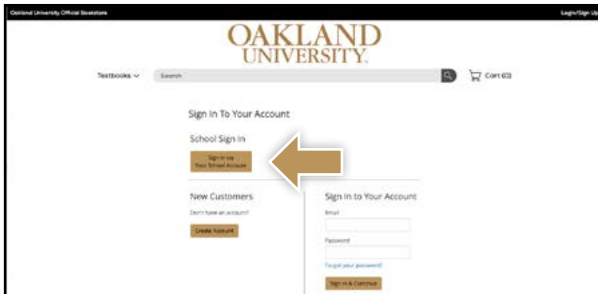 Oakland University Official Bookstore
Login/Sign Up
OAKLAND
UNIVERSITY
Textbooks
Search
Cart (0)
Sign In To Your Account
School Sign In
Sign In via
Your School Account
New Customers
Don't have an account?
Create Account
Sign In to Your Account
Email
Password
Forgot your password?
Sign In & Continue